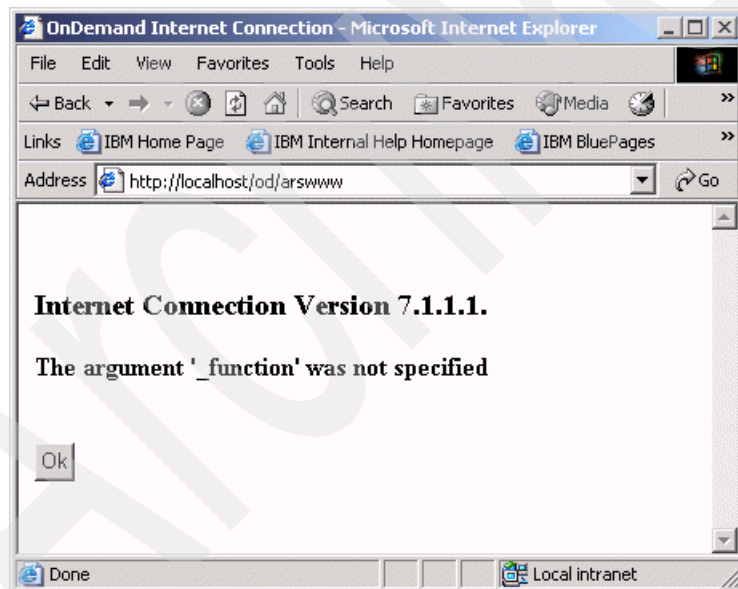 OnDemand Internet Connection - Microsoft Internet Explorer
File Edit View Favorites Tools Help
Back Search Favorites Media »
Links IBM Home Page IBM Internal Help Homepage IBM BluePages »
Address http://localhost/od/arswww Go
Internet Connection Version 7.1.1.1.
The argument '_function' was not specified
Ok
Done Local intranet